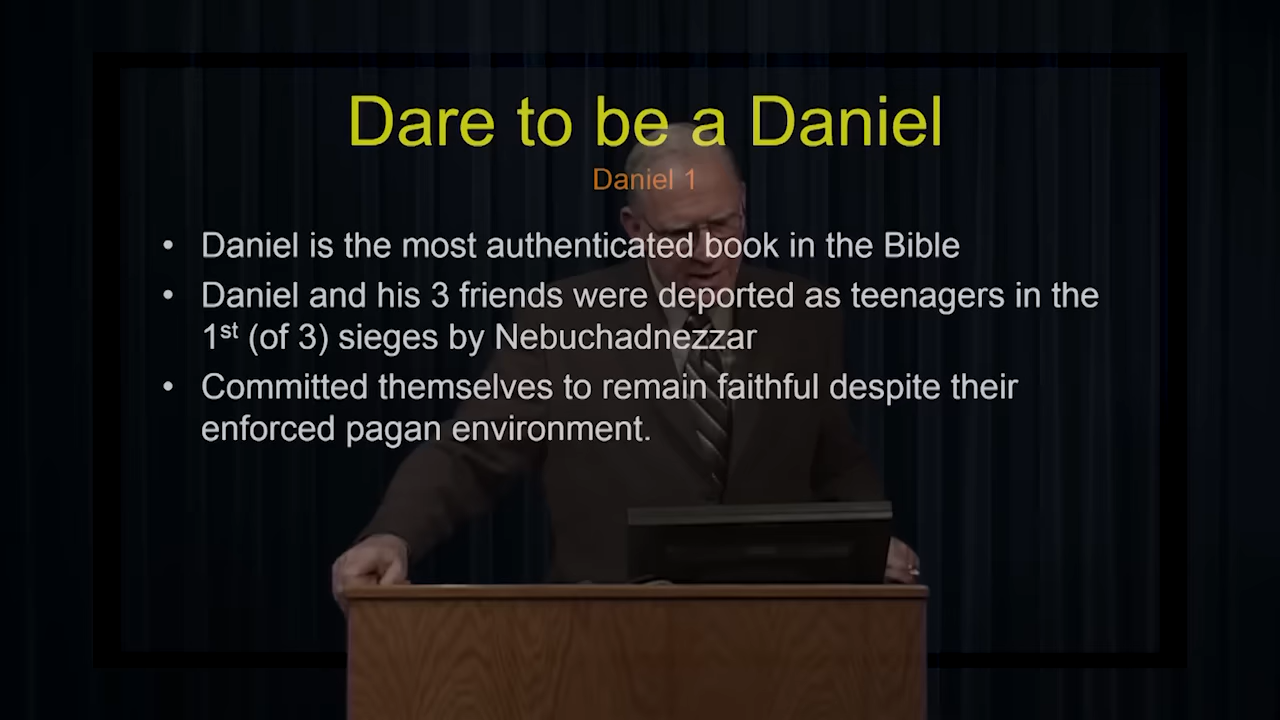 Dare to be a Daniel
Daniel 1
• Daniel is the most authenticated book in the Bible
• Daniel and his 3 friends were deported as teenagers in the
1st (of 3) sieges by Nebuchadnezzar
• Committed themselves to remain faithful despite their
enforced pagan environment.